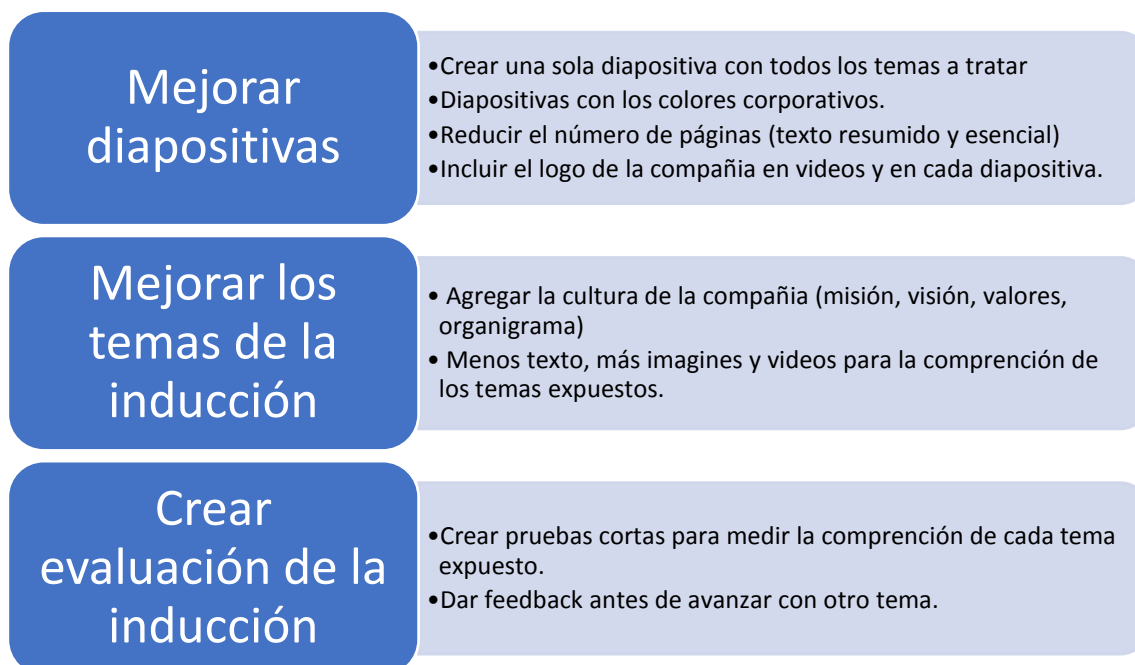 Mejorar
diapositivas
•Crear una sola diapositiva con todos los temas a tratar
•Diapositivas con los colores corporativos.
•Reducir el número de páginas (texto resumido y esencial)
•Incluir el logo de la compañia en videos y en cada diapositiva.
Mejorar los
temas de la
inducción
• Agregar la cultura de la compañia (misión, visión, valores,
organigrama)
• Menos texto, más imagines y videos para la comprención de
los temas expuestos.
Crear
evaluación de la
inducción
•Crear pruebas cortas para medir la comprención de cada tema
expuesto.
•Dar feedback antes de avanzar con otro tema.